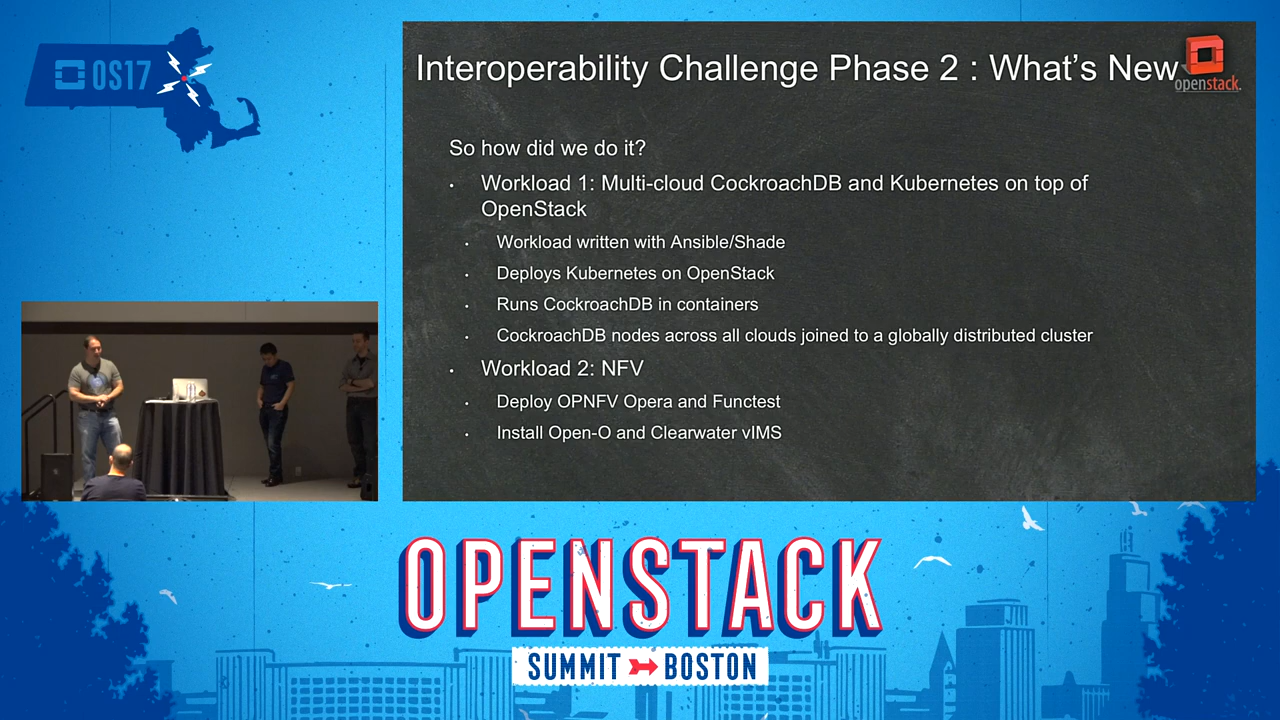 OS17
Interoperability Challenge Phase 2 : What's New
openstack.
So how did we do it?
• Workload 1: Multi-cloud CockroachDB and Kubernetes on top of
OpenStack
• Workload written with Ansible/Shade
• Deploys Kubernetes on OpenStack
• Runs CockroachDB in containers
• CockroachDB nodes across all clouds joined to a globally distributed cluster
• Workload 2: NFV
• Deploy OPNFV Opera and Functest
• Install Open-O and Clearwater vIMS
OPENSTACK
SUMMIT BOSTON